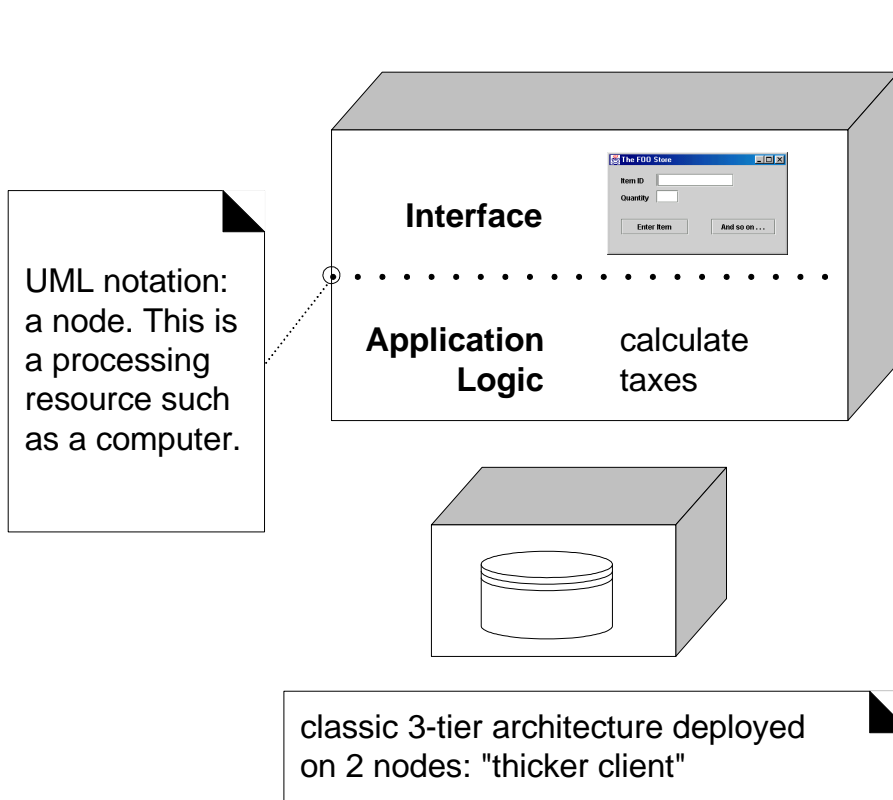 The FOO Store
Item ID
Quantity
Enter Item
And so on . . .
Interface
UML notation:
a node. This is
a processing
resource such
as a computer.
Application
Logic
calculate
taxes
classic 3-tier architecture deployed
on 2 nodes: "thicker client"